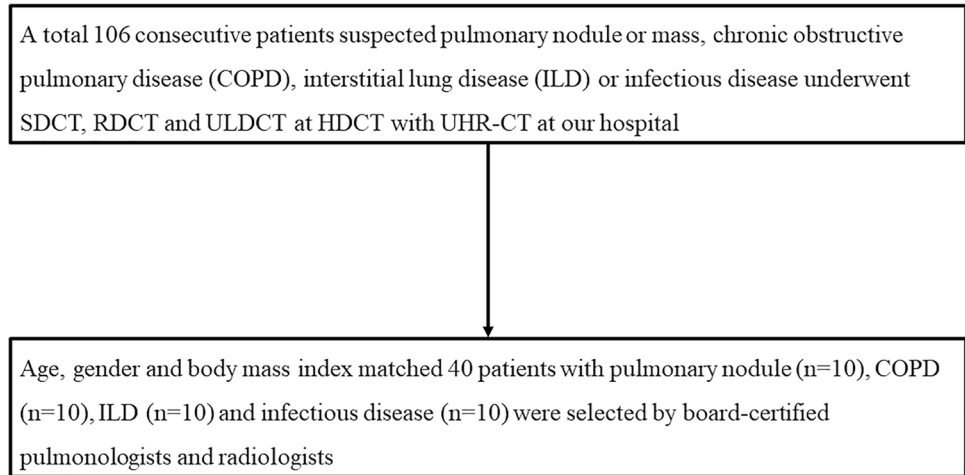 A total 106 consecutive patients suspected pulmonary nodule or mass, chronic obstructive
pulmonary disease (COPD), interstitial lung disease (ILD) or infectious disease underwent
SDCT, RDCT and ULDCT at HDCT with UHR-CT at our hospital
Age, gender and body mass index matched 40 patients with pulmonary nodule (n=10), COPD
(n=10), ILD (n=10) and infectious disease (n=10) were selected by board-certified
pulmonologists and radiologists